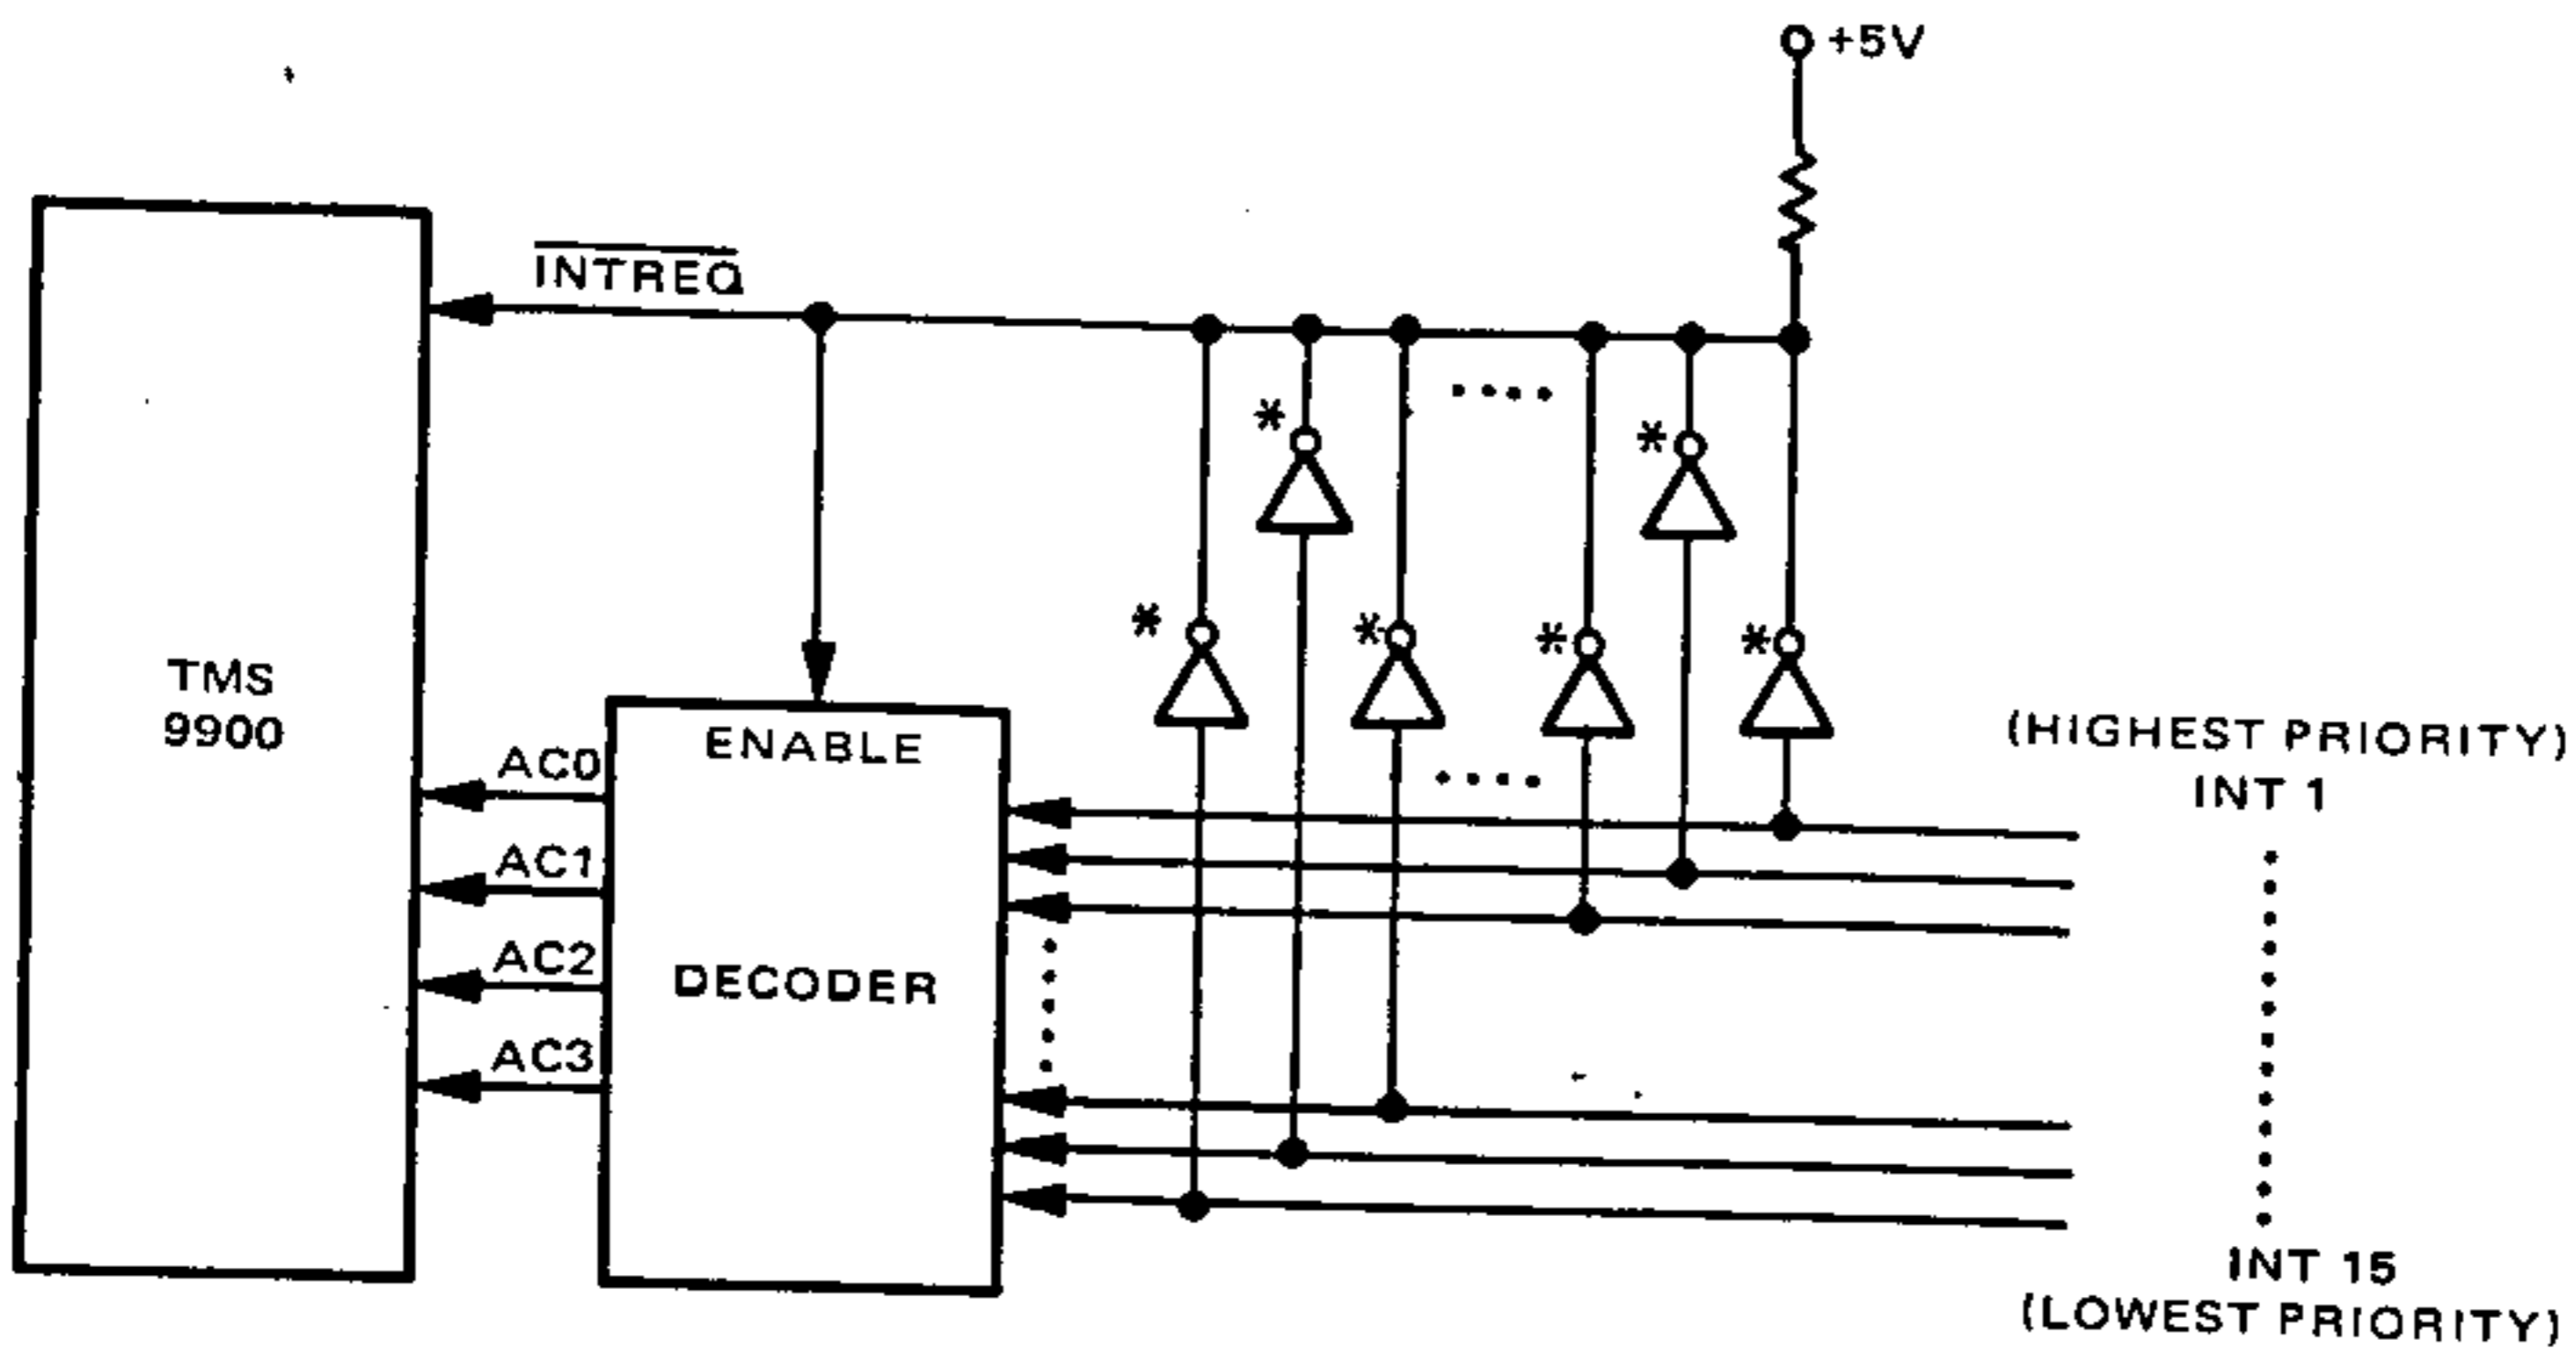 +5V
INTREQ
*
*
*
*
*
*
TMS
9900
ENABLE
(HIGHEST PRIORITY)
INT 1
AC0
AC1
AC2
DECODER
AC3
INT 15
(LOWEST PRIORITY)